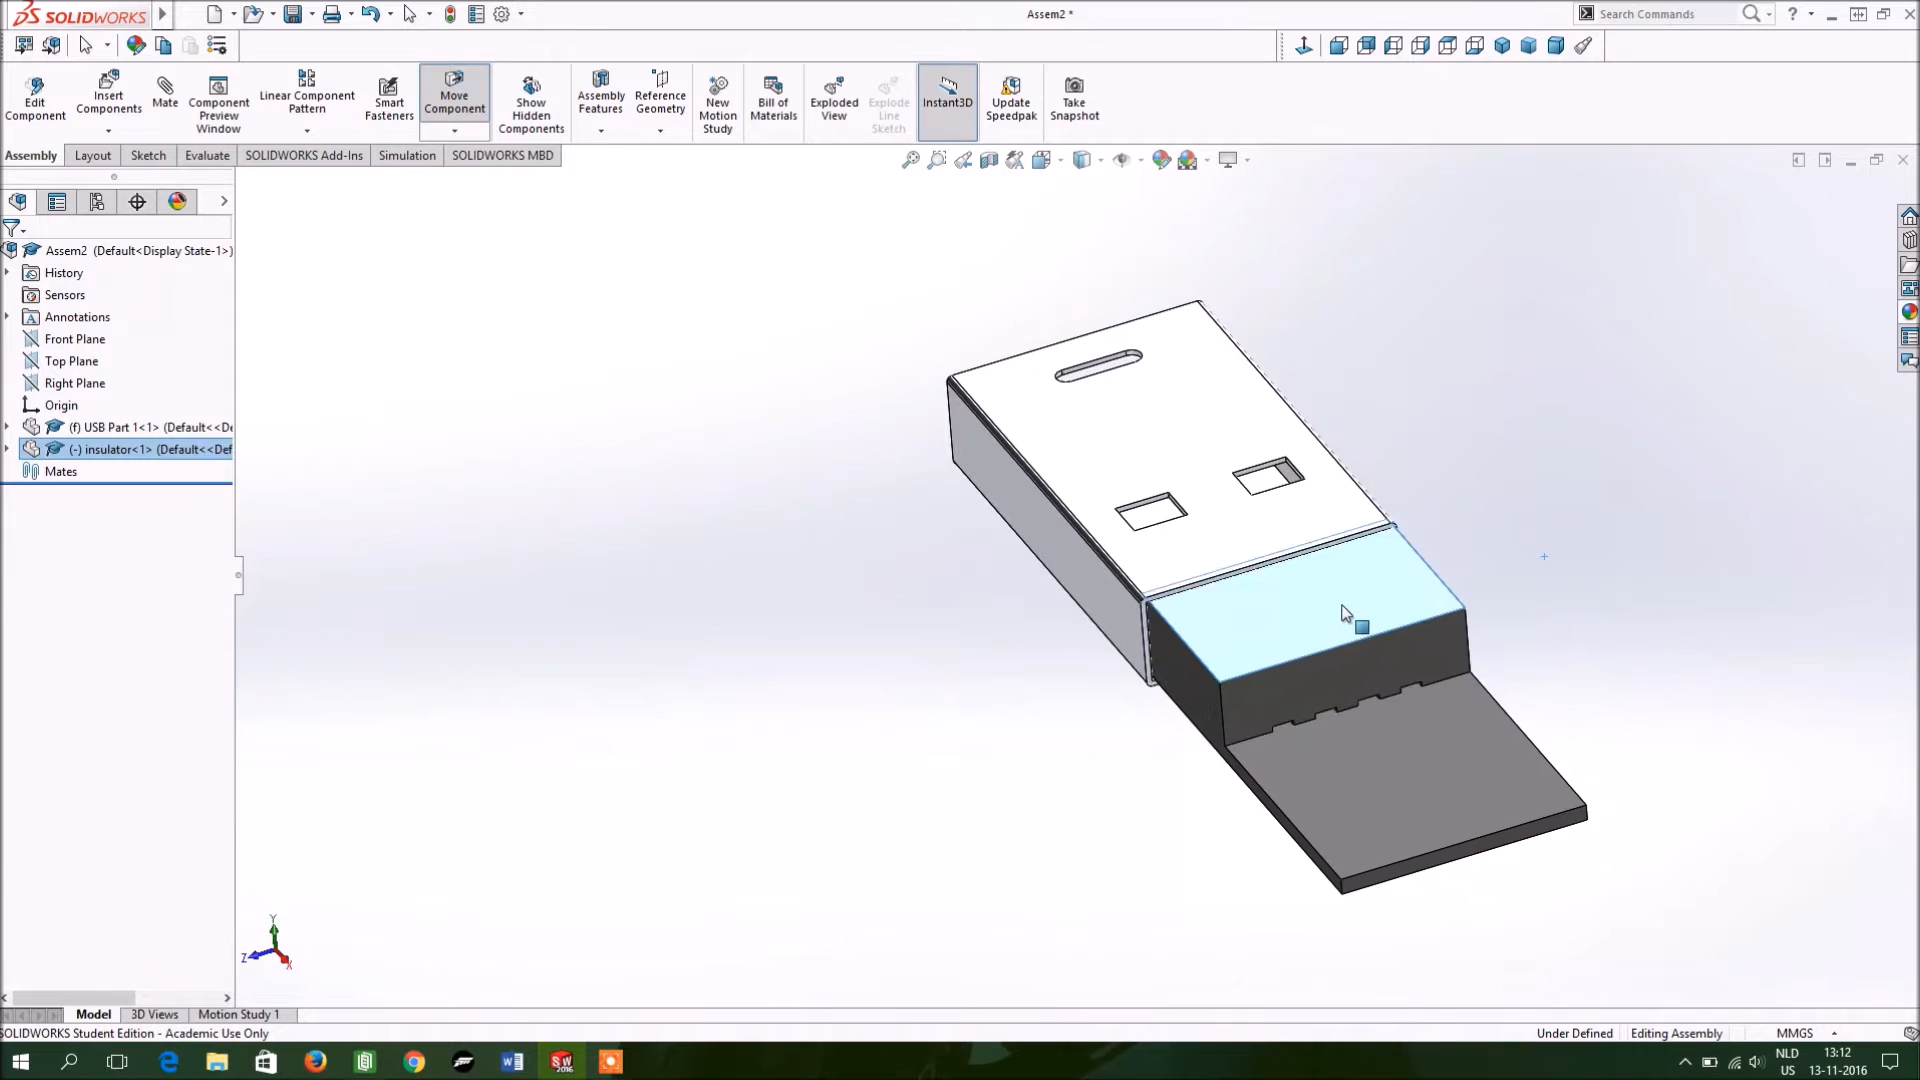 SOLIDWORKS
Assem2 *
Search Commands
Edit Component
Insert Components
Mate
Component Preview Window
Linear Component Pattern
Smart Fasteners
Move Component
Show Hidden Components
Assembly Features
Reference Geometry
New Motion Study
Bill of Materials
Exploded View
Explode Line Sketch
Instant3D
Update Speedpak
Take Snapshot
Assembly Layout Sketch Evaluate SOLIDWORKS Add-Ins Simulation SOLIDWORKS MBD
Assem2 (Default<Display State-1>)
History
Sensors
Annotations
Front Plane
Top Plane
Right Plane
Origin
(f) USB Part 1<1> (Default<<De
(-) insulator<1> (Default<<Def
Mates
Y
Z
X
Model 3D Views Motion Study 1
SOLIDWORKS Student Edition - Academic Use Only
Under Defined Editing Assembly MMGS
NLD 13:12
US 13-11-2016